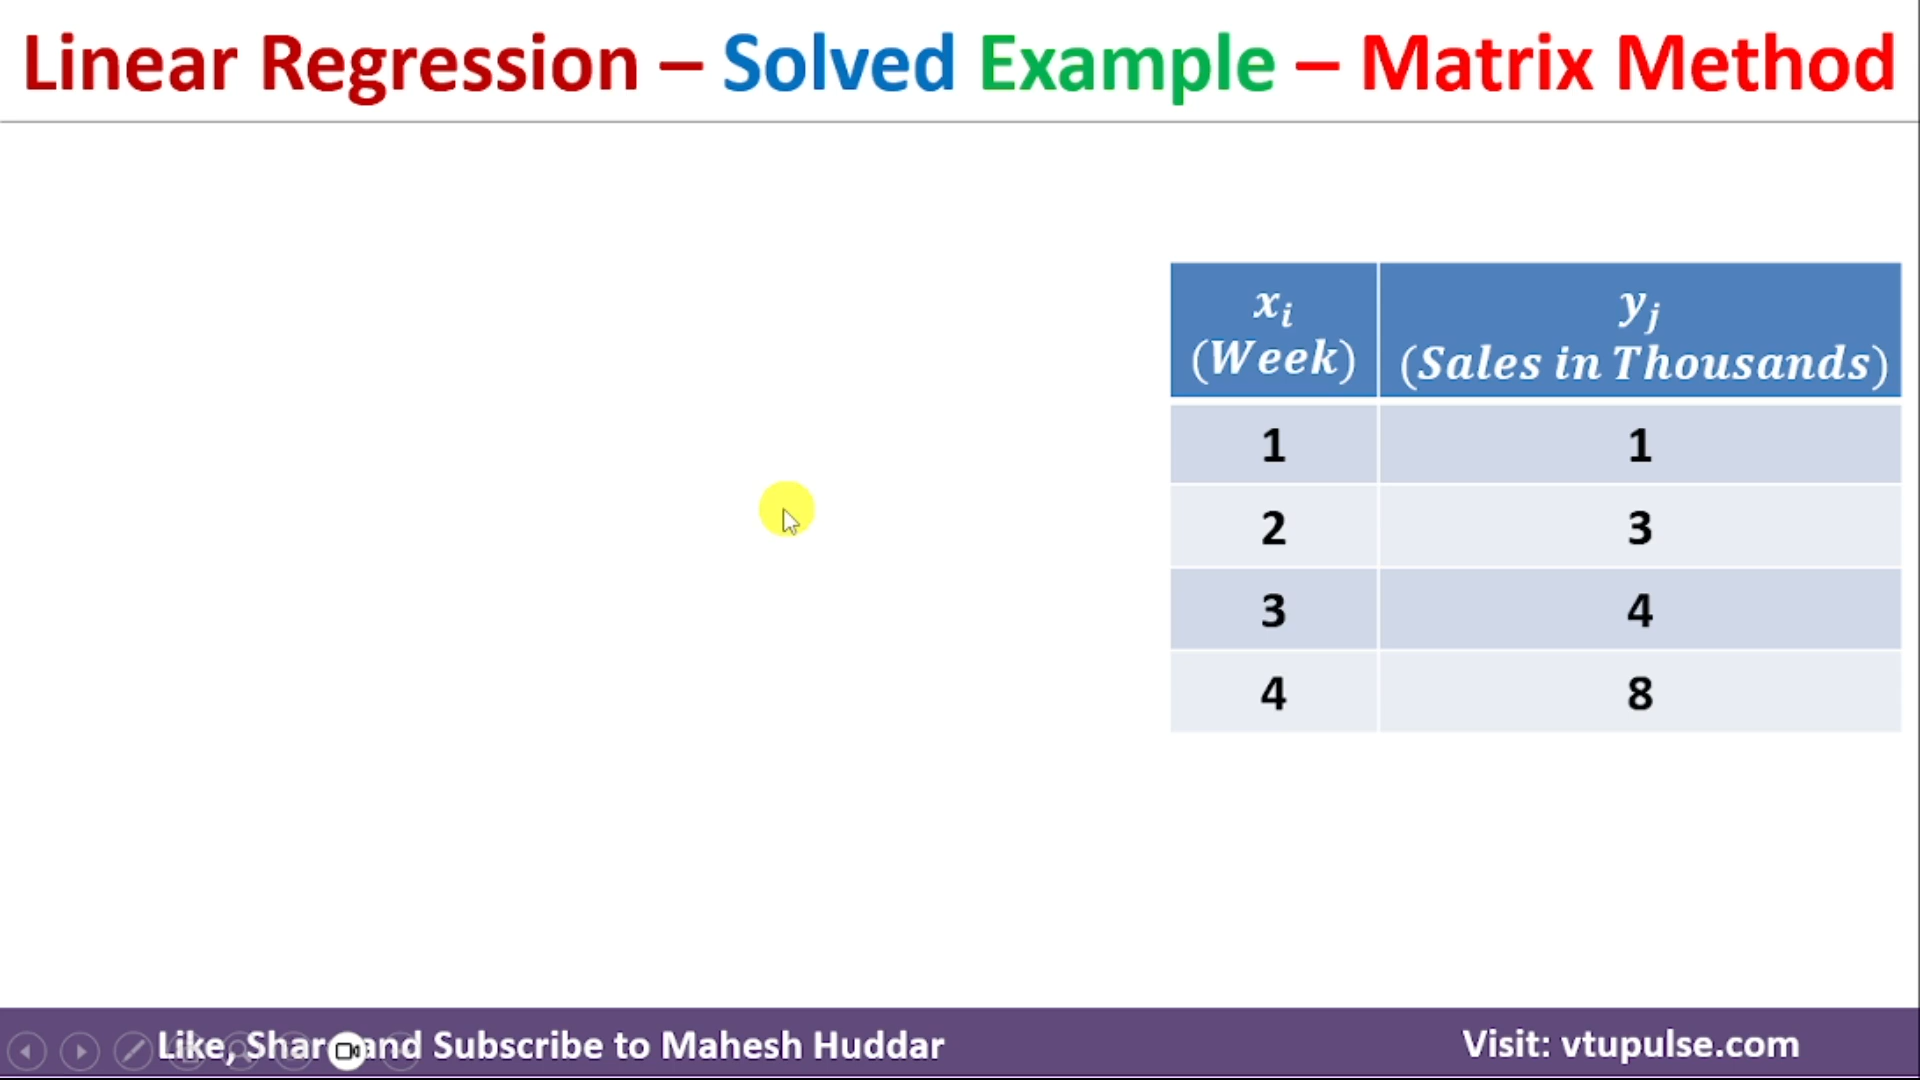 Linear Regression – Solved Example – Matrix Method
xᵢ yⱼ
(Week) (Sales in Thousands)
1 1
2 3
3 4
4 8
Like, Share and Subscribe to Mahesh Huddar Visit: vtupulse.com